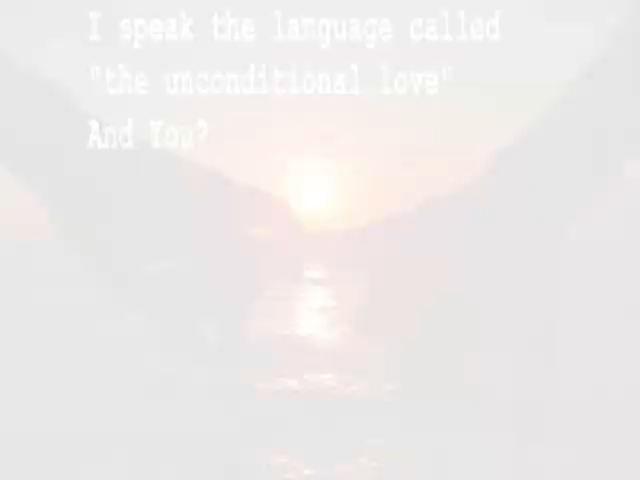 I speak the language called
"the unconditional love"
And You?